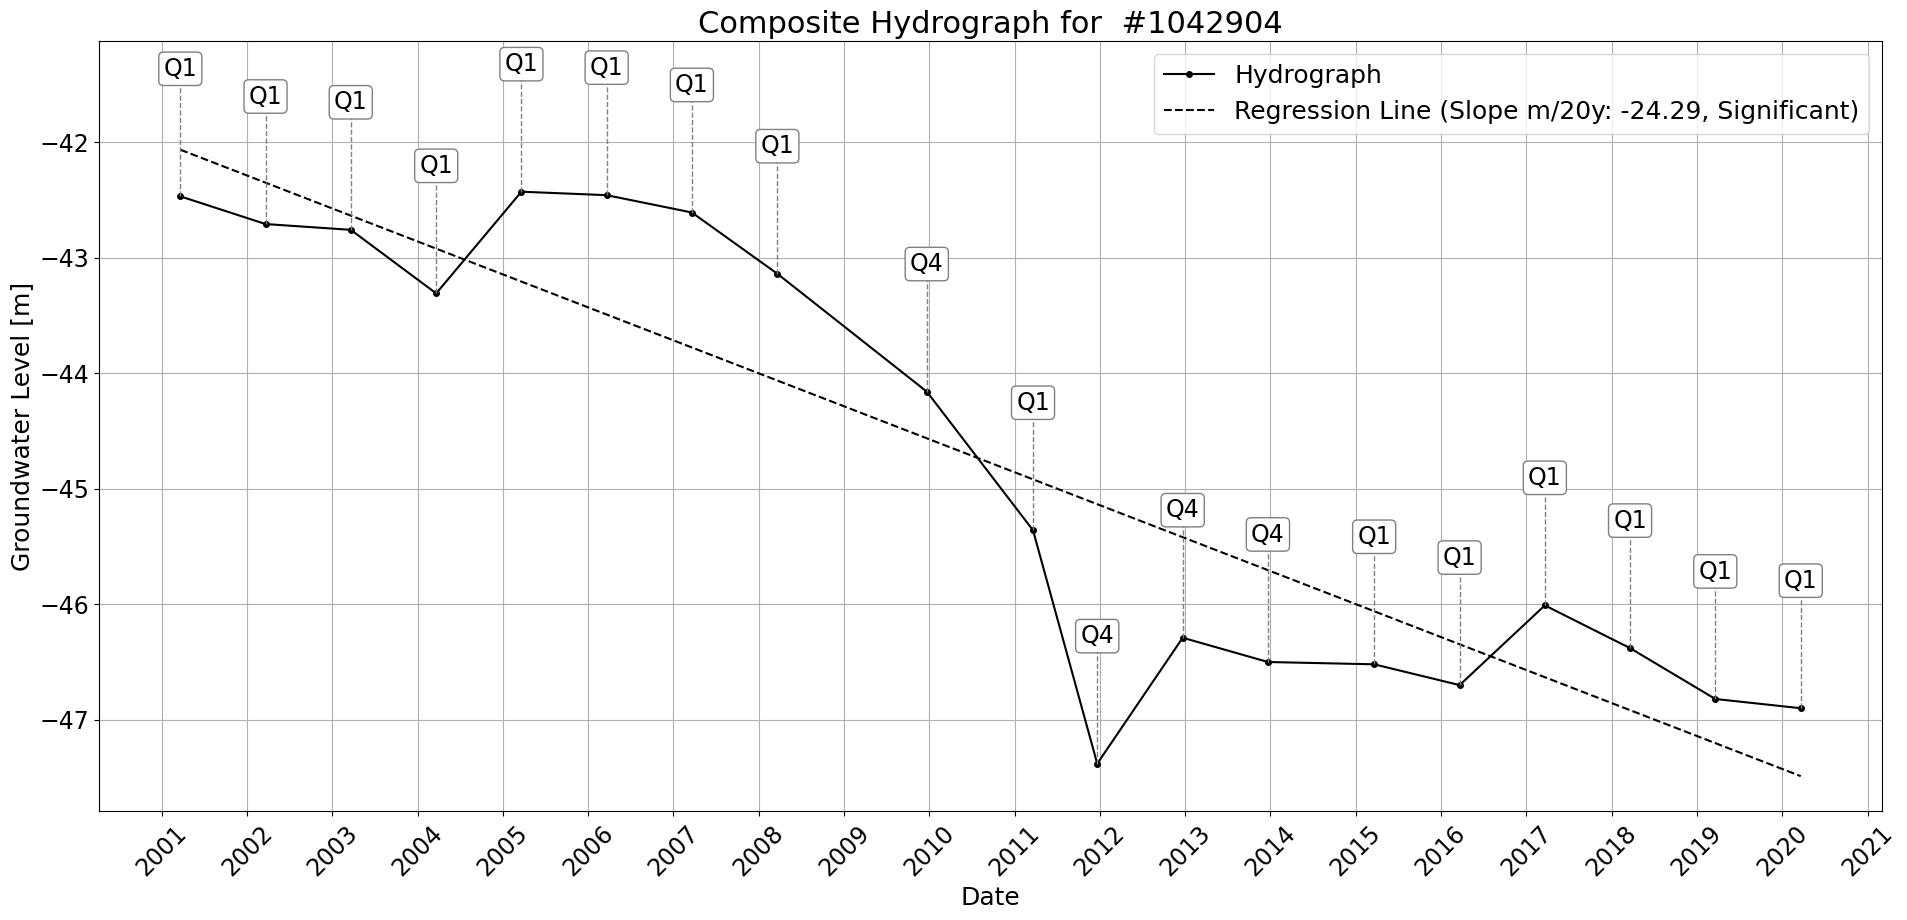 Composite Hydrograph for  #1042904
Hydrograph
Regression Line (Slope m/20y: -24.29, Significant)
Q1
Q1
Q1
Q1
Q1
Q1
Q1
Q1
Q4
Q1
Q4
Q4
Q4
Q1
Q1
Q1
Q1
Q1
Q1
Groundwater Level [m]
−42
−43
−44
−45
−46
−47
2001
2002
2003
2004
2005
2006
2007
2008
2009
2010
2011
2012
2013
2014
2015
2016
2017
2018
2019
2020
2021
Date